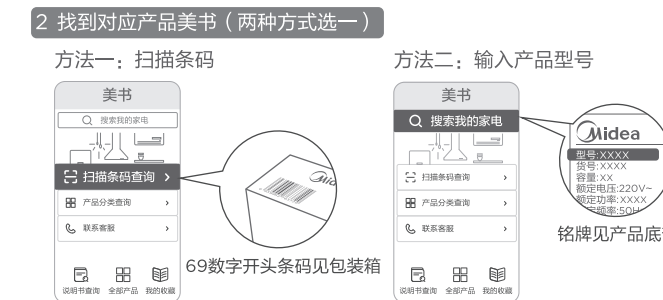 2 找到对应产品美书（两种方式选一）
方法一：扫描条码
美书
搜索我的家电
扫描条码查询
产品分类查询
联系客服
说明书查询 全部产品 我的收藏
69数字开头条码见包装箱
方法二：输入产品型号
美书
搜索我的家电
扫描条码查询
产品分类查询
联系客服
说明书查询 全部产品 我的收藏
Midea
型号:XXXX
货号:XXXX
容量:XX
额定电压:220V~
额定功率:XXXX
定频率:50H
铭牌见产品底